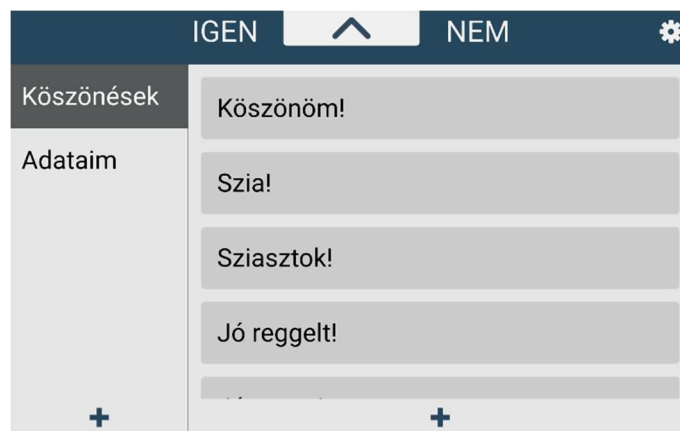 IGEN NEM
Köszönések
Adataim
Köszönöm!
Szia!
Sziasztok!
Jó reggelt!